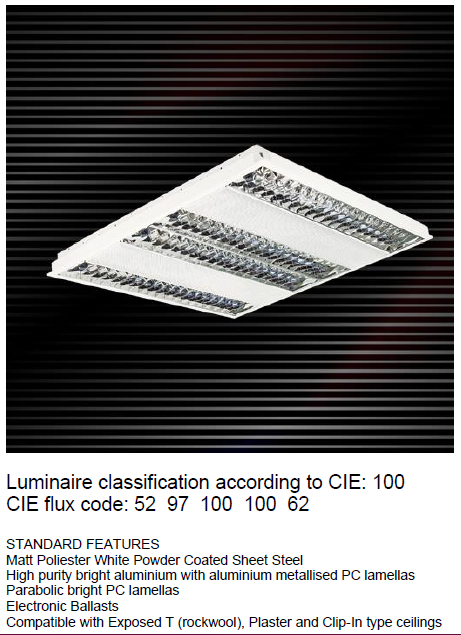 Luminaire classification according to CIE: 100
CIE flux code: 52 97 100 100 62
STANDARD FEATURES
Matt Poliester White Powder Coated Sheet Steel
High purity bright aluminium with aluminium metallised PC lamellas
Parabolic bright PC lamellas
Electronic Ballasts
Compatible with Exposed T (rockwool), Plaster and Clip-In type ceilings